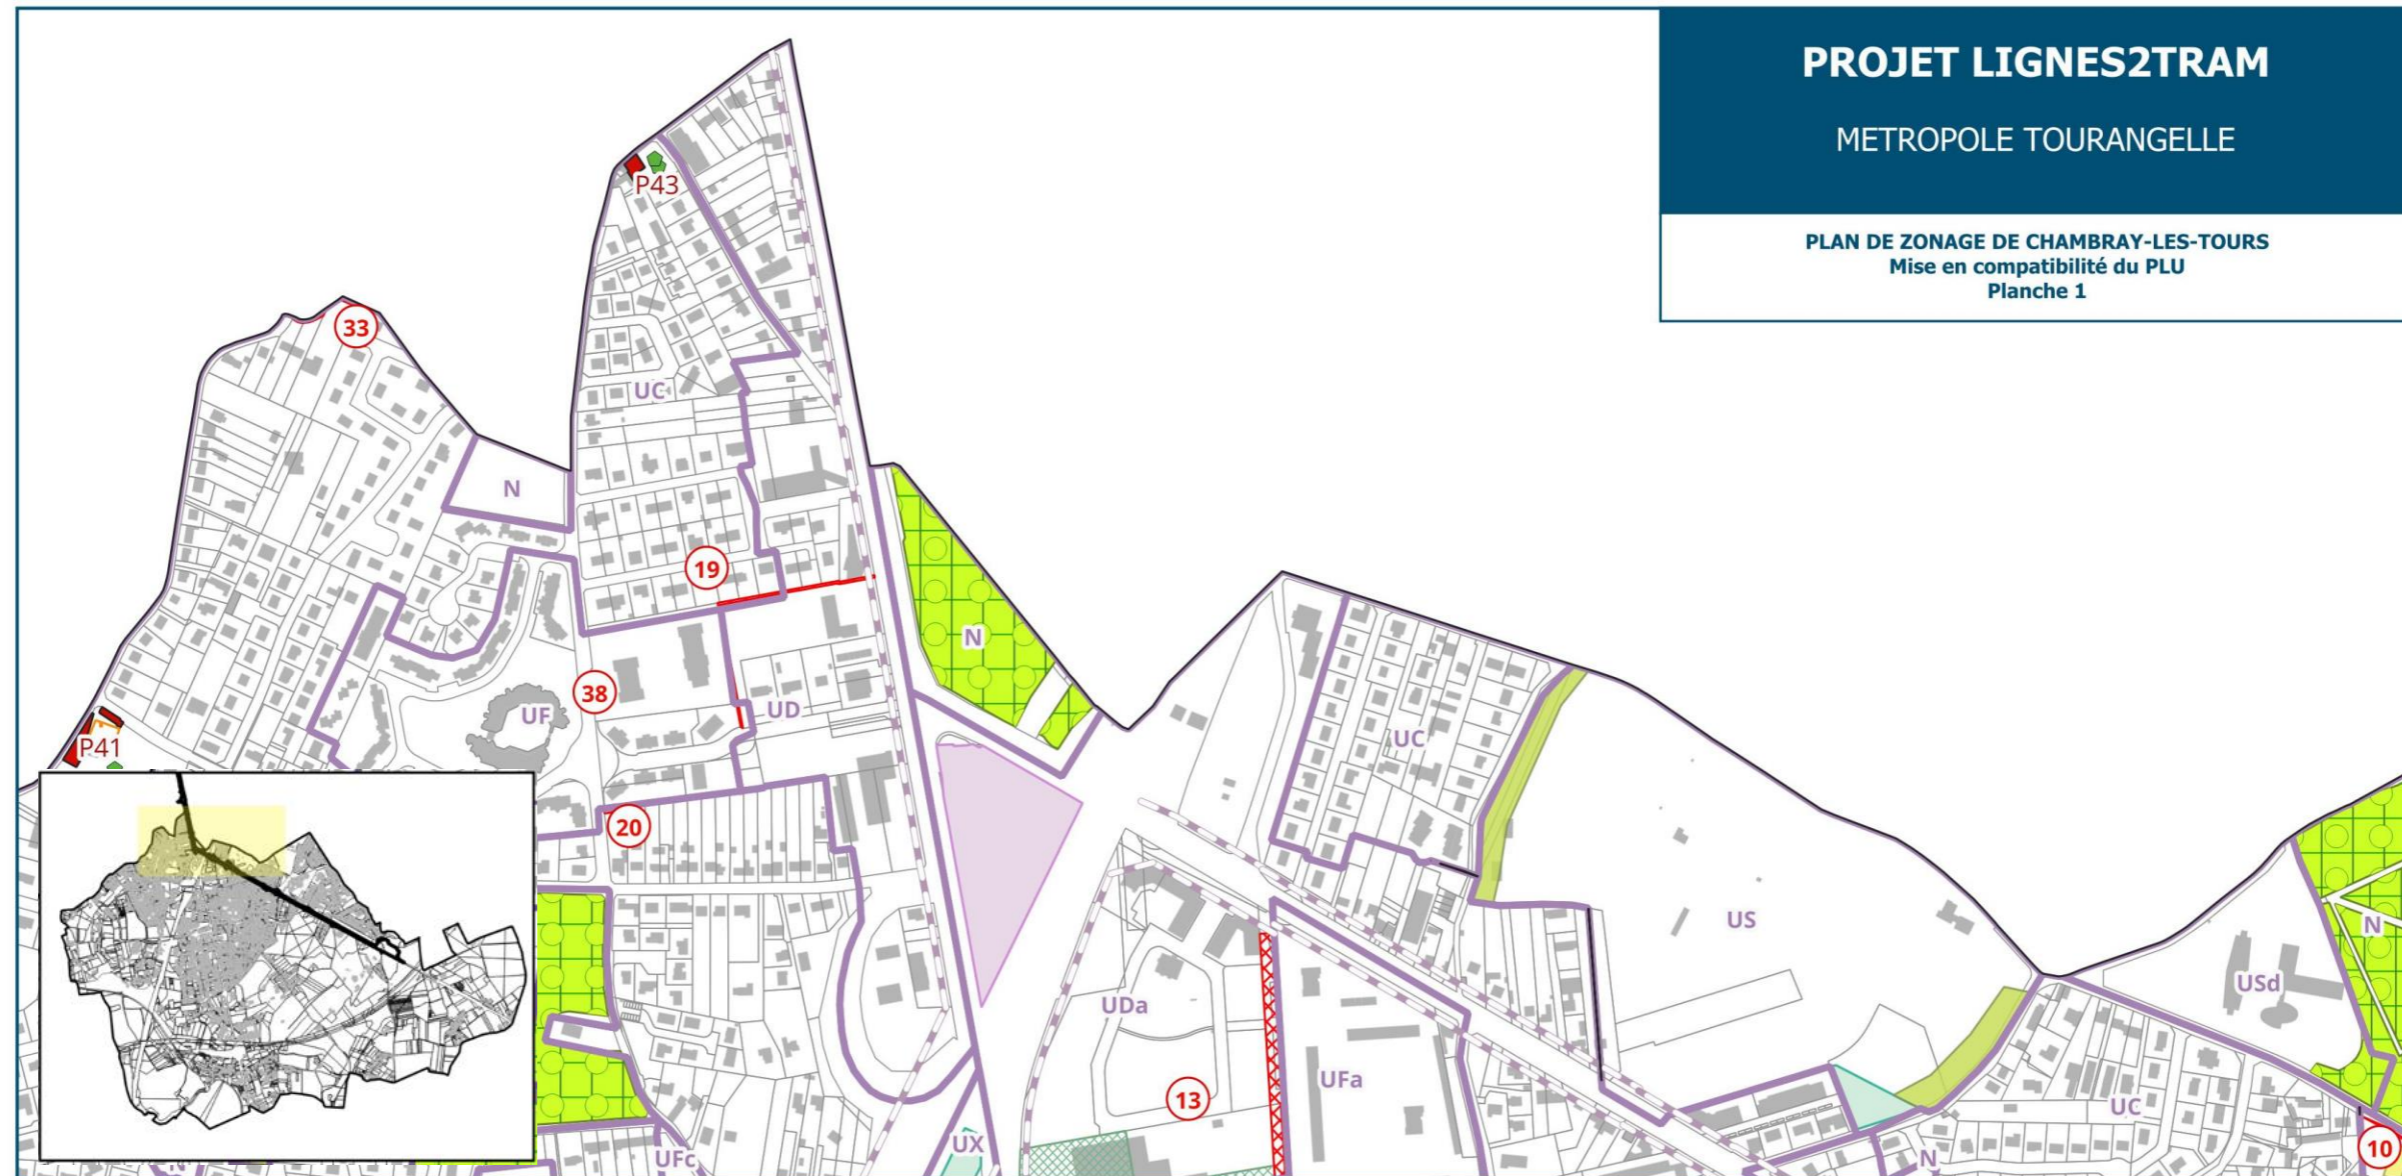 PROJET LIGNES2TRAM
METROPOLE TOURANGELLE
PLAN DE ZONAGE DE CHAMBRAY-LES-TOURS
Mise en compatibilité du PLU
Planche 1
P43
33
UC
N
19
N
38
UF
UD
UC
P41
20
US
N
USd
UDa
UFa
13
UC
UX
UFc
N
10